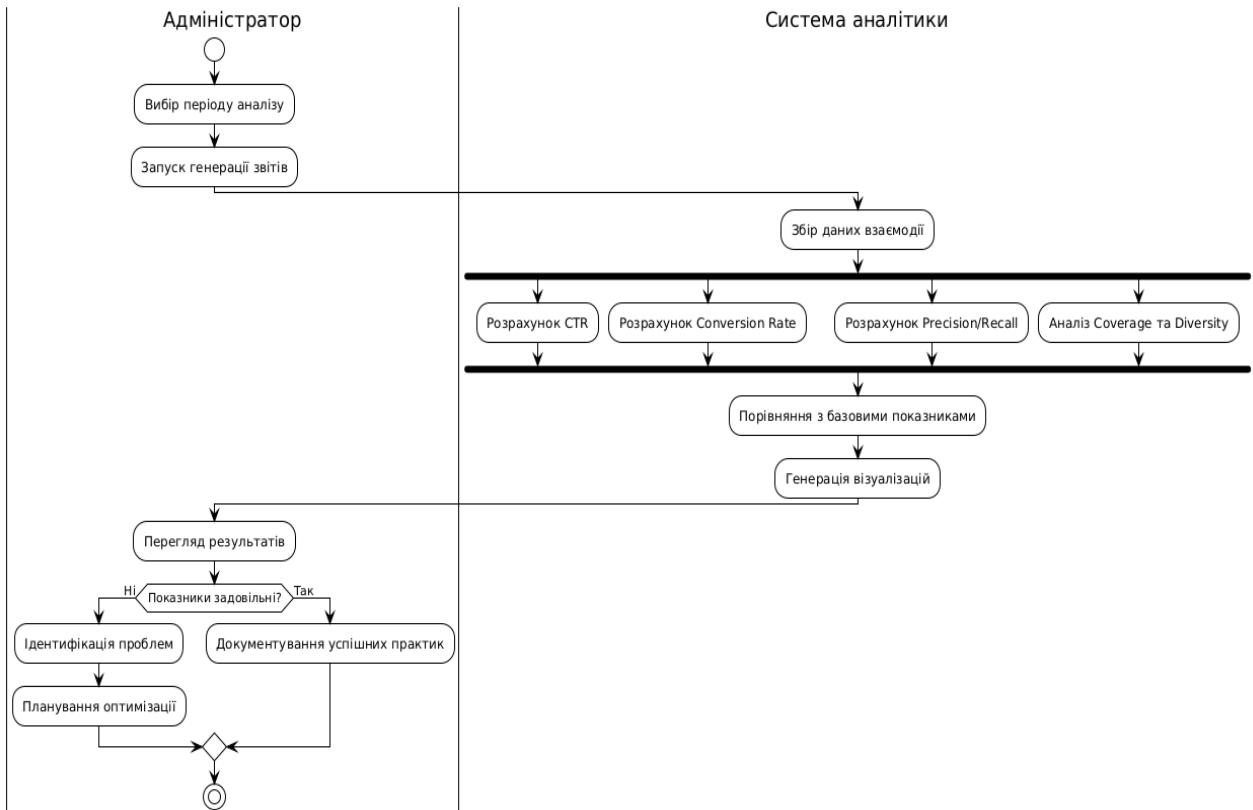 Адміністратор
Система аналітики
Вибір періоду аналізу
Запуск генерації звітів
Збір даних взаємодії
Розрахунок CTR
Розрахунок Conversion Rate
Розрахунок Precision/Recall
Аналіз Coverage та Diversity
Порівняння з базовими показниками
Генерація візуалізацій
Перегляд результатів
Показники задовільні?
Ні
Так
Ідентифікація проблем
Документування успішних практик
Планування оптимізації